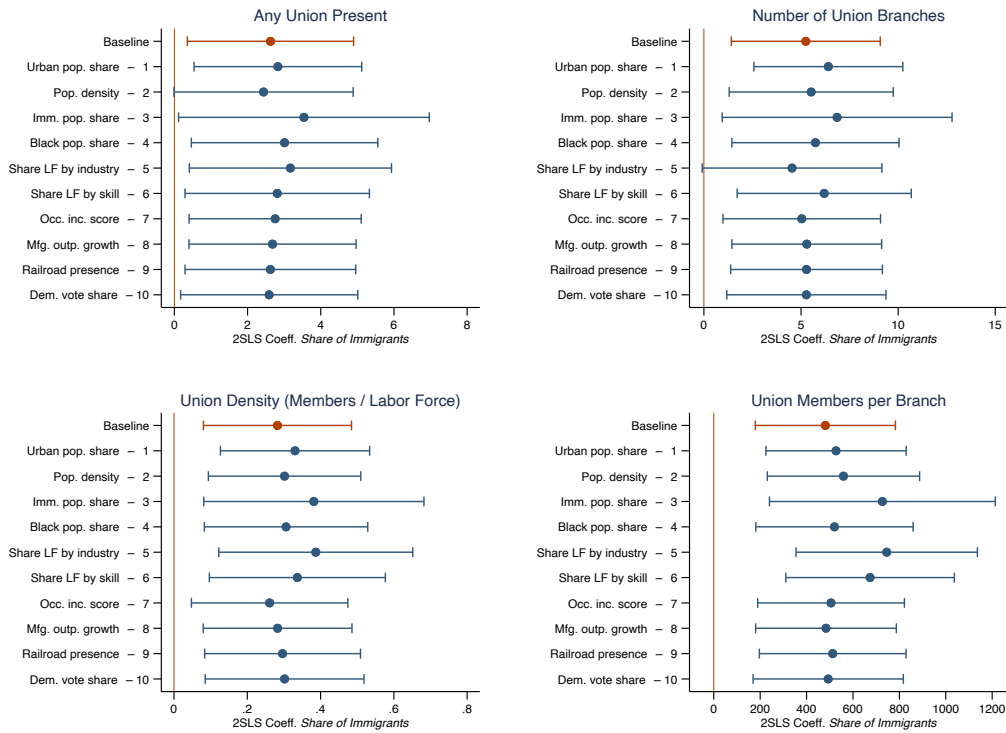 Any Union Present
Baseline
Urban pop. share – 1
Pop. density – 2
Imm. pop. share – 3
Black pop. share – 4
Share LF by industry – 5
Share LF by skill – 6
Occ. inc. score – 7
Mfg. outp. growth – 8
Railroad presence – 9
Dem. vote share – 10
0 2 4 6 8
2SLS Coeff. Share of Immigrants
Number of Union Branches
Baseline
Urban pop. share – 1
Pop. density – 2
Imm. pop. share – 3
Black pop. share – 4
Share LF by industry – 5
Share LF by skill – 6
Occ. inc. score – 7
Mfg. outp. growth – 8
Railroad presence – 9
Dem. vote share – 10
0 5 10 15
2SLS Coeff. Share of Immigrants
Union Density (Members / Labor Force)
Baseline
Urban pop. share – 1
Pop. density – 2
Imm. pop. share – 3
Black pop. share – 4
Share LF by industry – 5
Share LF by skill – 6
Occ. inc. score – 7
Mfg. outp. growth – 8
Railroad presence – 9
Dem. vote share – 10
0 .2 .4 .6 .8
2SLS Coeff. Share of Immigrants
Union Members per Branch
Baseline
Urban pop. share – 1
Pop. density – 2
Imm. pop. share – 3
Black pop. share – 4
Share LF by industry – 5
Share LF by skill – 6
Occ. inc. score – 7
Mfg. outp. growth – 8
Railroad presence – 9
Dem. vote share – 10
0 200 400 600 800 1000 1200
2SLS Coeff. Share of Immigrants